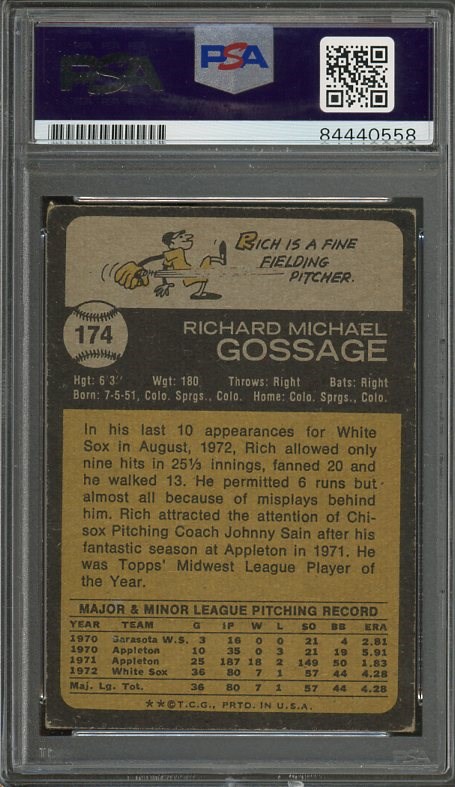 PSA
PSA
84440558
RICH IS A FINE
FIELDING
PITCHER.
174
RICHARD MICHAEL
GOSSAGE
Hgt: 6'3" Wgt: 180 Throws: Right Bats: Right
Born: 7-5-51, Colo. Sprgs., Colo. Home: Colo. Sprgs., Colo.
In his last 10 appearances for White
Sox in August, 1972, Rich allowed only
nine hits in 25⅓ innings, fanned 20 and
he walked 13. He permitted 6 runs but
almost all because of misplays behind
him. Rich attracted the attention of Chi-
sox Pitching Coach Johnny Sain after his
fantastic season at Appleton in 1971. He
was Topps' Midwest League Player of
the Year.
MAJOR & MINOR LEAGUE PITCHING RECORD
YEAR TEAM G IP W L SO BB ERA
1970 Sarasota W.S. 3 16 0 0 21 4 2.81
1970 Appleton 10 35 0 3 21 19 5.91
1971 Appleton 25 187 18 2 149 50 1.83
1972 White Sox 36 80 7 1 57 44 4.28
Maj. Lg. Tot. 36 80 7 1 57 44 4.28
★★©T.C.G., PRTD. IN U.S.A.